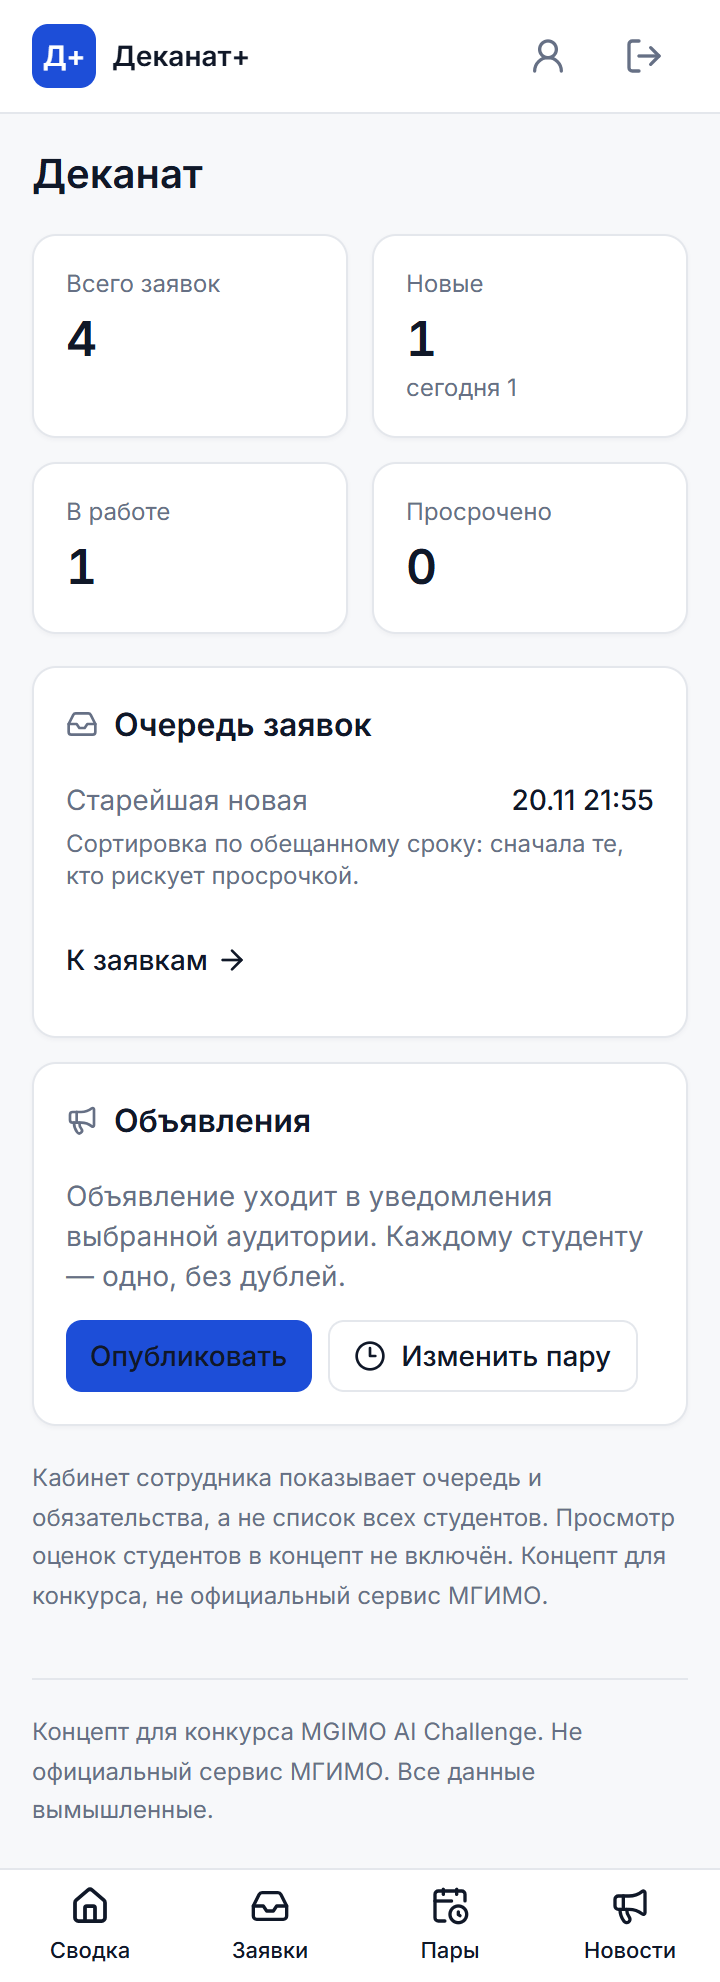 Д+ Деканат+
Деканат
Всего заявок
4
Новые
1
сегодня 1
В работе
1
Просрочено
0
Очередь заявок
Старейшая новая 20.11 21:55
Сортировка по обещанному сроку: сначала те,
кто рискует просрочкой.
К заявкам →
Объявления
Объявление уходит в уведомления
выбранной аудитории. Каждому студенту
— одно, без дублей.
Опубликовать Изменить пару
Кабинет сотрудника показывает очередь и
обязательства, а не список всех студентов. Просмотр
оценок студентов в концепт не включён. Концепт для
конкурса, не официальный сервис МГИМО.
Концепт для конкурса MGIMO AI Challenge. Не
официальный сервис МГИМО. Все данные
вымышленные.
Сводка Заявки Пары Новости